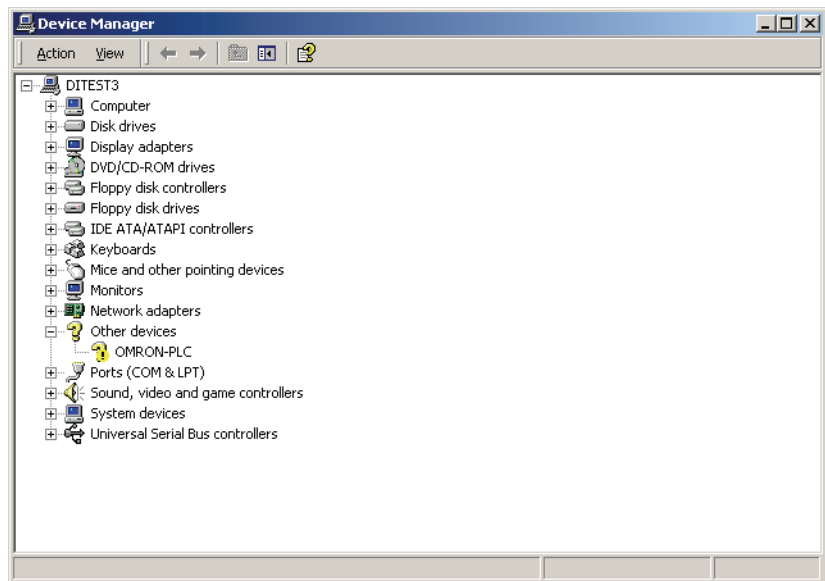 Device Manager
Action View
DITEST3
Computer
Disk drives
Display adapters
DVD/CD-ROM drives
Floppy disk controllers
Floppy disk drives
IDE ATA/ATAPI controllers
Keyboards
Mice and other pointing devices
Monitors
Network adapters
Other devices
OMRON-PLC
Ports (COM & LPT)
Sound, video and game controllers
System devices
Universal Serial Bus controllers